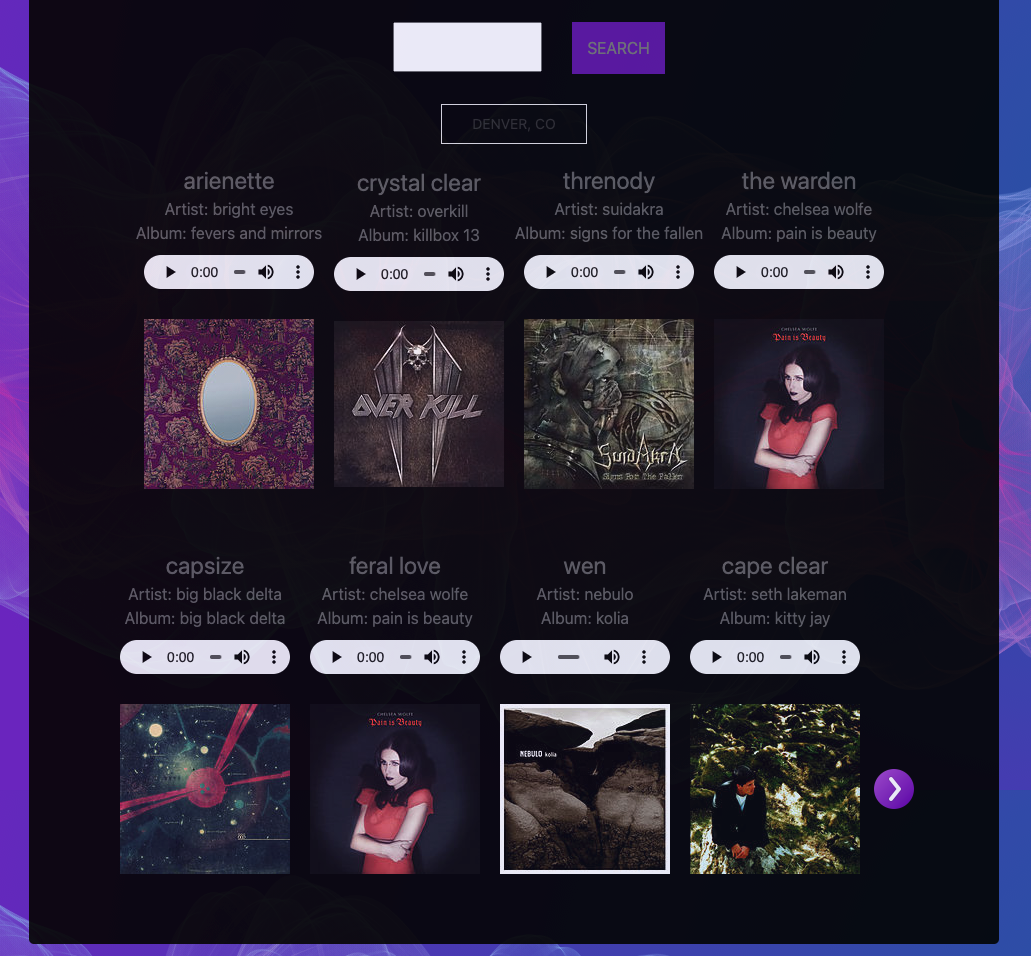 SEARCH
DENVER, CO
arienette
Artist: bright eyes
Album: fevers and mirrors
0:00
crystal clear
Artist: overkill
Album: killbox 13
0:00
threnody
Artist: suidakra
Album: signs for the fallen
0:00
the warden
Artist: chelsea wolfe
Album: pain is beauty
0:00
OVERKILL
SuidAkrA
Signs For The Fallen
CHELSEA WOLFE
Pain is Beauty
capsize
Artist: big black delta
Album: big black delta
0:00
feral love
Artist: chelsea wolfe
Album: pain is beauty
0:00
wen
Artist: nebulo
Album: kolia
cape clear
Artist: seth lakeman
Album: kitty jay
0:00
CHELSEA WOLFE
Pain is Beauty
NEBULO kolia